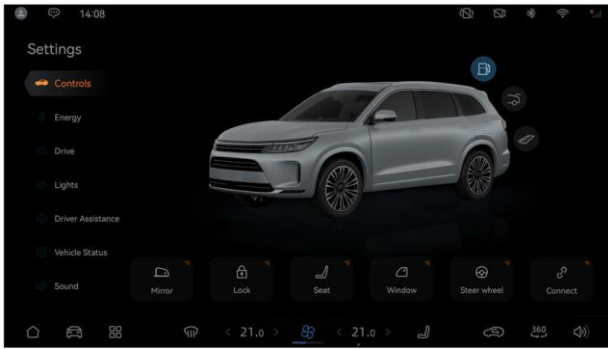 14:08
Settings
Controls
Energy
Drive
Lights
Driver Assistance
Vehicle Status
Sound
Mirror
Lock
Seat
Window
Steer wheel
Connect
< 21.0 > < 21.0 >
360